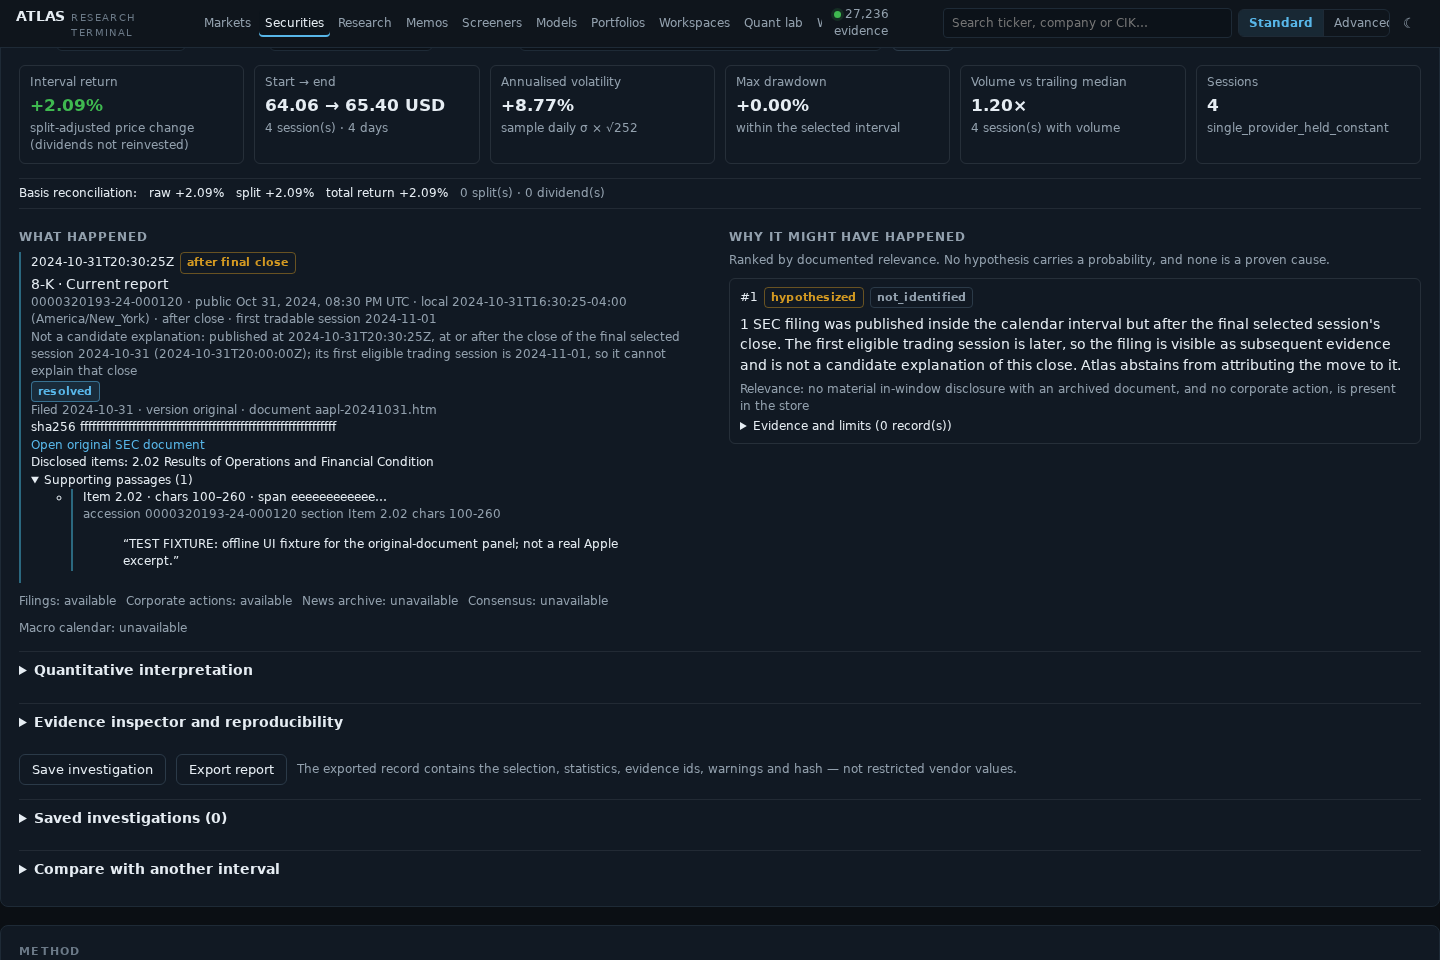 ATLAS RESEARCH TERMINAL
Markets Securities Research Memos Screeners Models Portfolios Workspaces Quant lab
27,236 evidence
Search ticker, company or CIK...
Standard Advanced
Interval return
+2.09%
split-adjusted price change
(dividends not reinvested)
Start → end
64.06 → 65.40 USD
4 session(s) · 4 days
Annualised volatility
+8.77%
sample daily σ × √252
Max drawdown
+0.00%
within the selected interval
Volume vs trailing median
1.20×
4 session(s) with volume
Sessions
4
single_provider_held_constant
Basis reconciliation: raw +2.09% split +2.09% total return +2.09% 0 split(s) · 0 dividend(s)
WHAT HAPPENED
2024-10-31T20:30:25Z after final close
8-K · Current report
0000320193-24-000120 · public Oct 31, 2024, 08:30 PM UTC · local 2024-10-31T16:30:25-04:00
(America/New_York) · after close · first tradable session 2024-11-01
Not a candidate explanation: published at 2024-10-31T20:30:25Z, at or after the close of the final selected
session 2024-10-31 (2024-10-31T20:00:00Z); its first eligible trading session is 2024-11-01, so it cannot
explain that close
resolved
Filed 2024-10-31 · version original · document aapl-20241031.htm
sha256 ffffffffffffffffffffffffffffffffffffffffffffffffffffffffffffffff
Open original SEC document
Disclosed items: 2.02 Results of Operations and Financial Condition
Supporting passages (1)
Item 2.02 · chars 100–260 · span eeeeeeeeeeee…
accession 0000320193-24-000120 section Item 2.02 chars 100-260
“TEST FIXTURE: offline UI fixture for the original-document panel; not a real Apple
excerpt.”
Filings: available Corporate actions: available News archive: unavailable Consensus: unavailable
Macro calendar: unavailable
WHY IT MIGHT HAVE HAPPENED
Ranked by documented relevance. No hypothesis carries a probability, and none is a proven cause.
#1 hypothesized not_identified
1 SEC filing was published inside the calendar interval but after the final selected session's
close. The first eligible trading session is later, so the filing is visible as subsequent evidence
and is not a candidate explanation of this close. Atlas abstains from attributing the move to it.
Relevance: no material in-window disclosure with an archived document, and no corporate action, is present
in the store
Evidence and limits (0 record(s))
Quantitative interpretation
Evidence inspector and reproducibility
Save investigation Export report The exported record contains the selection, statistics, evidence ids, warnings and hash — not restricted vendor values.
Saved investigations (0)
Compare with another interval
METHOD